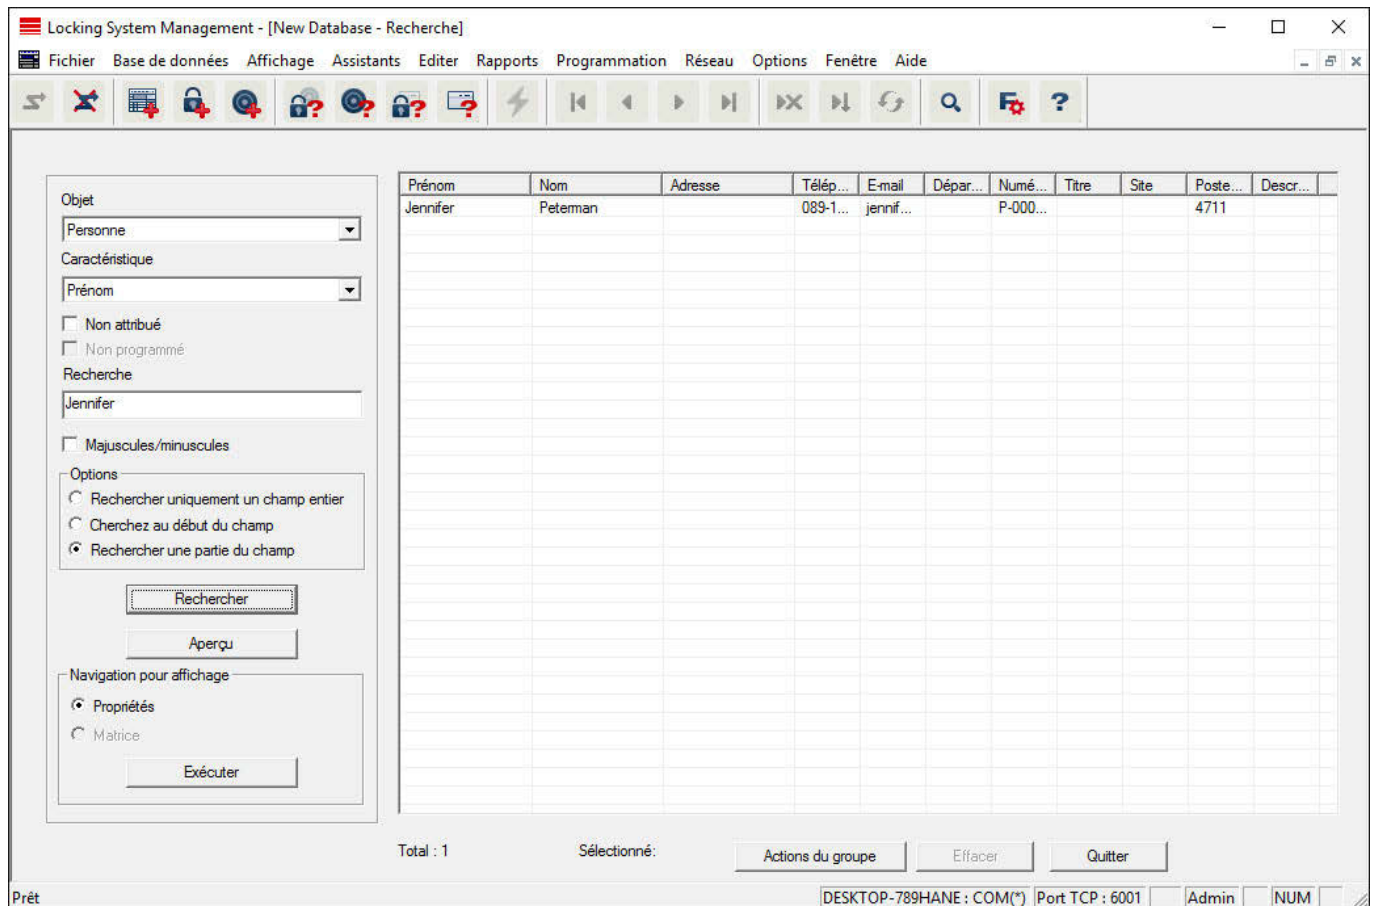 Locking System Management - [New Database - Recherche]
Fichier Base de données Affichage Assistants Editer Rapports Programmation Réseau Options Fenêtre Aide
Objet
Personne
Caractéristique
Prénom
Non attribué
Non programmé
Recherche
Jennifer
Majuscules/minuscules
Options
Rechercher uniquement un champ entier
Cherchez au début du champ
Rechercher une partie du champ
Rechercher
Aperçu
Navigation pour affichage
Propriétés
Matrice
Exécuter
Prénom Nom Adresse Télép... E-mail Dépar... Numé... Titre Site Poste... Descr...
Jennifer Peterman 089-1... jennif... P-000... 4711
Total : 1 Sélectionné: Actions du groupe Effacer Quitter
Prêt DESKTOP-789HANE : COM(*) Port TCP : 6001 Admin NUM